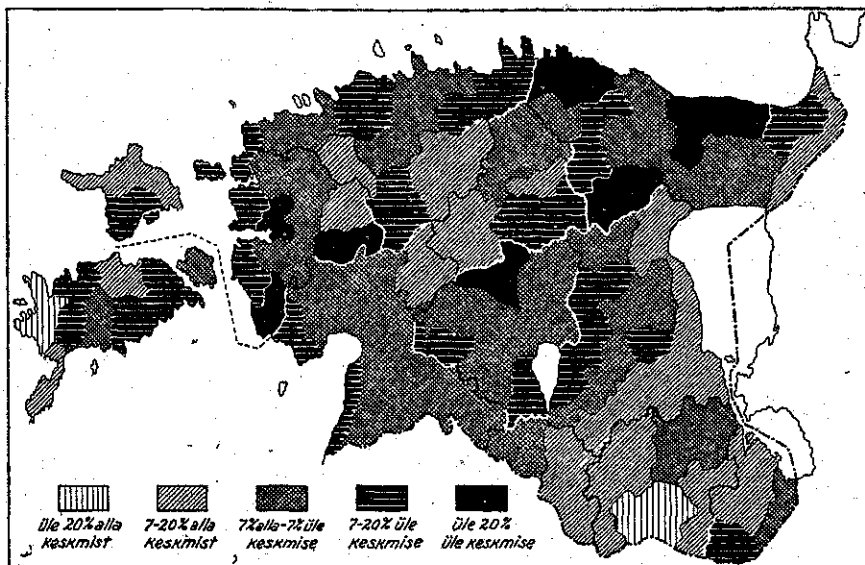 üle 20% alla
keskmist
7-20% alla
keskmist
7% alla-7% üle
keskmise
7-20% üle
keskmise
üle 20%
üle keskmise